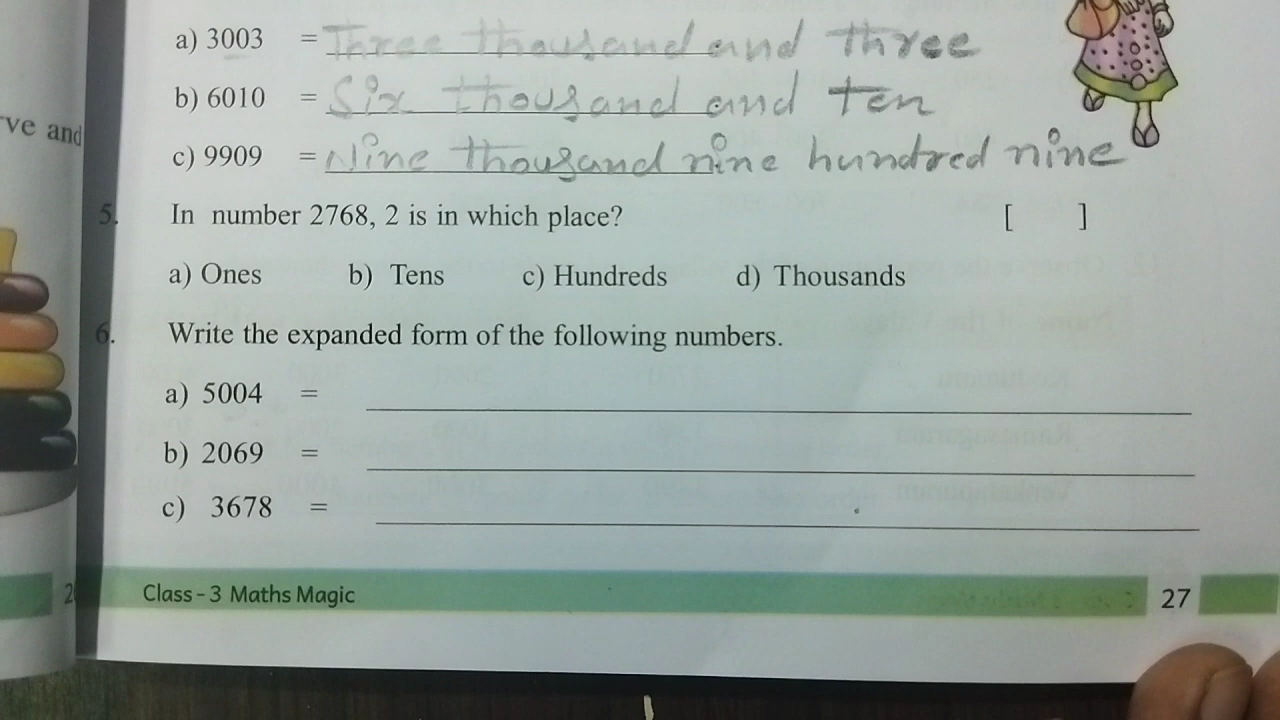 a) 3003 = Three thousand and three
b) 6010 = Six thousand and ten
ve and
c) 9909 = Nine thousand nine hundred nine
5. In number 2768, 2 is in which place? [ ]
a) Ones b) Tens c) Hundreds d) Thousands
6. Write the expanded form of the following numbers.
a) 5004 =
b) 2069 =
c) 3678 =
2 Class - 3 Maths Magic 27